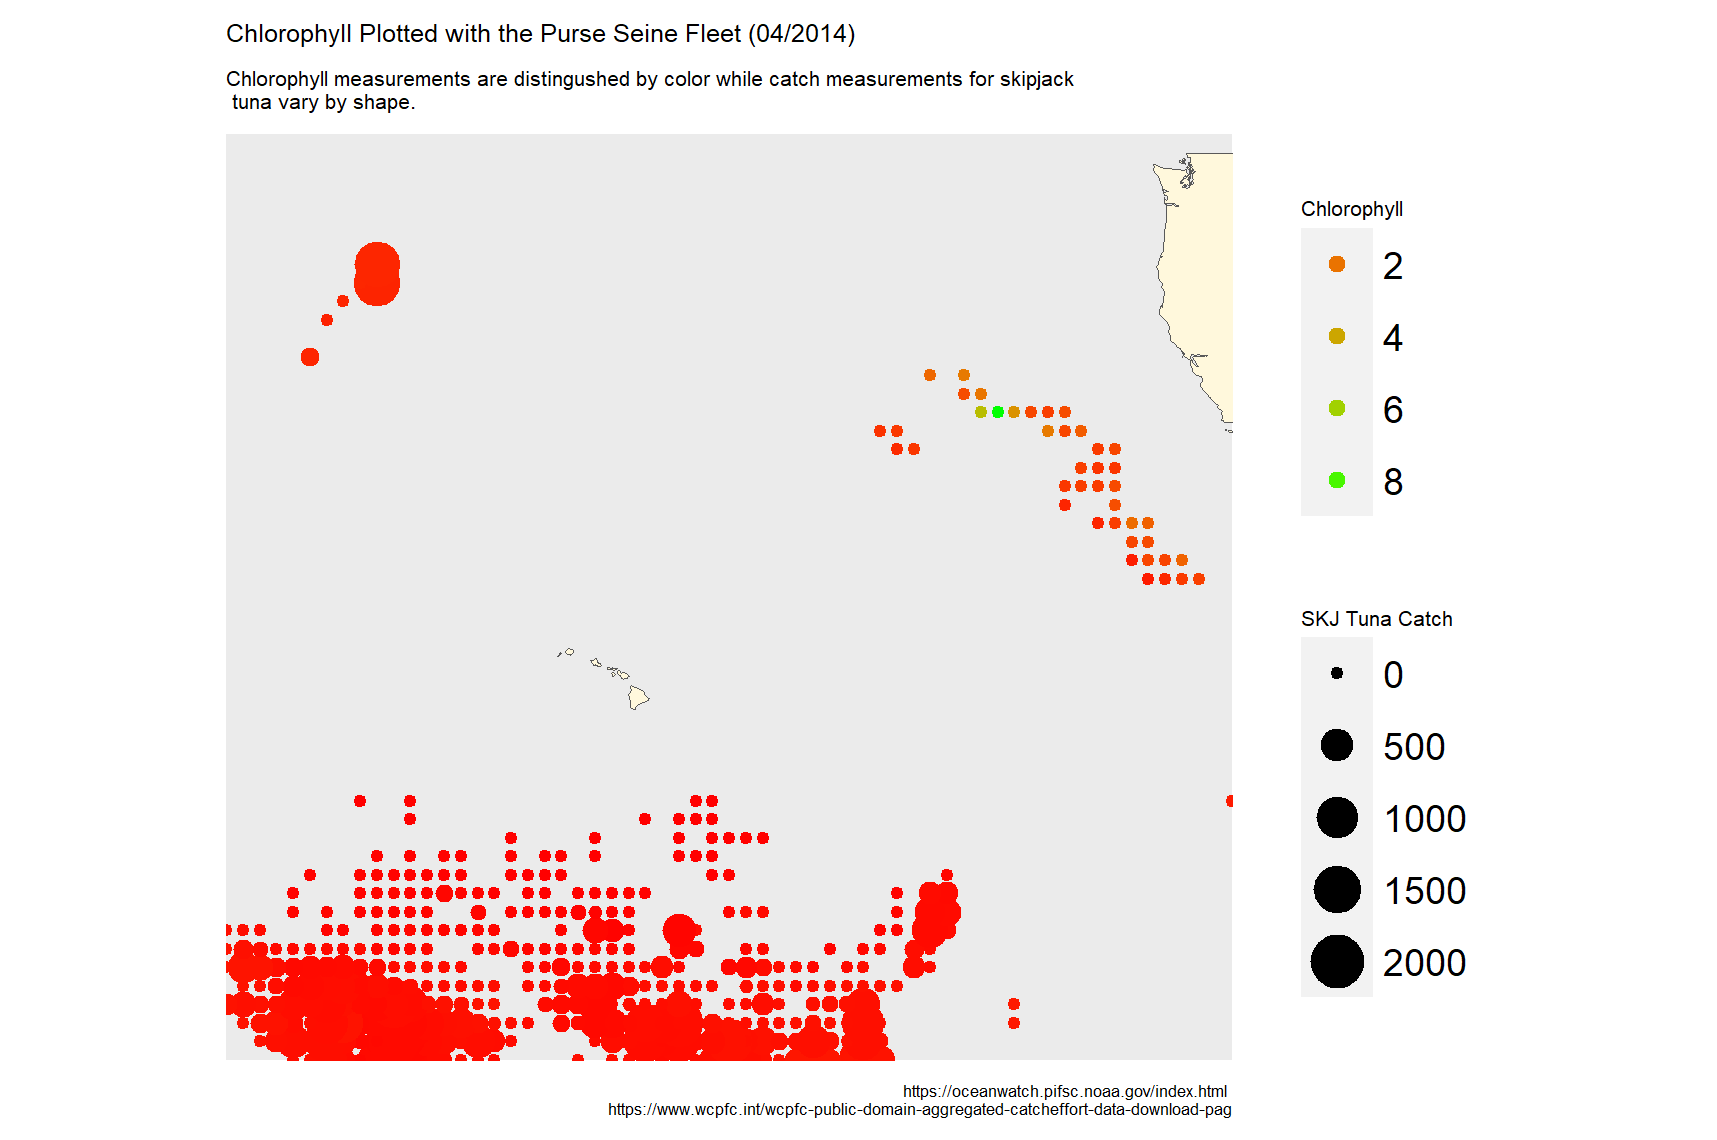 Chlorophyll Plotted with the Purse Seine Fleet (04/2014)
Chlorophyll measurements are distingushed by color while catch measurements for skipjack
tuna vary by shape.
Chlorophyll
2
4
6
8
SKJ Tuna Catch
0
500
1000
1500
2000
https://oceanwatch.pifsc.noaa.gov/index.html
https://www.wcpfc.int/wcpfc-public-domain-aggregated-catcheffort-data-download-pag